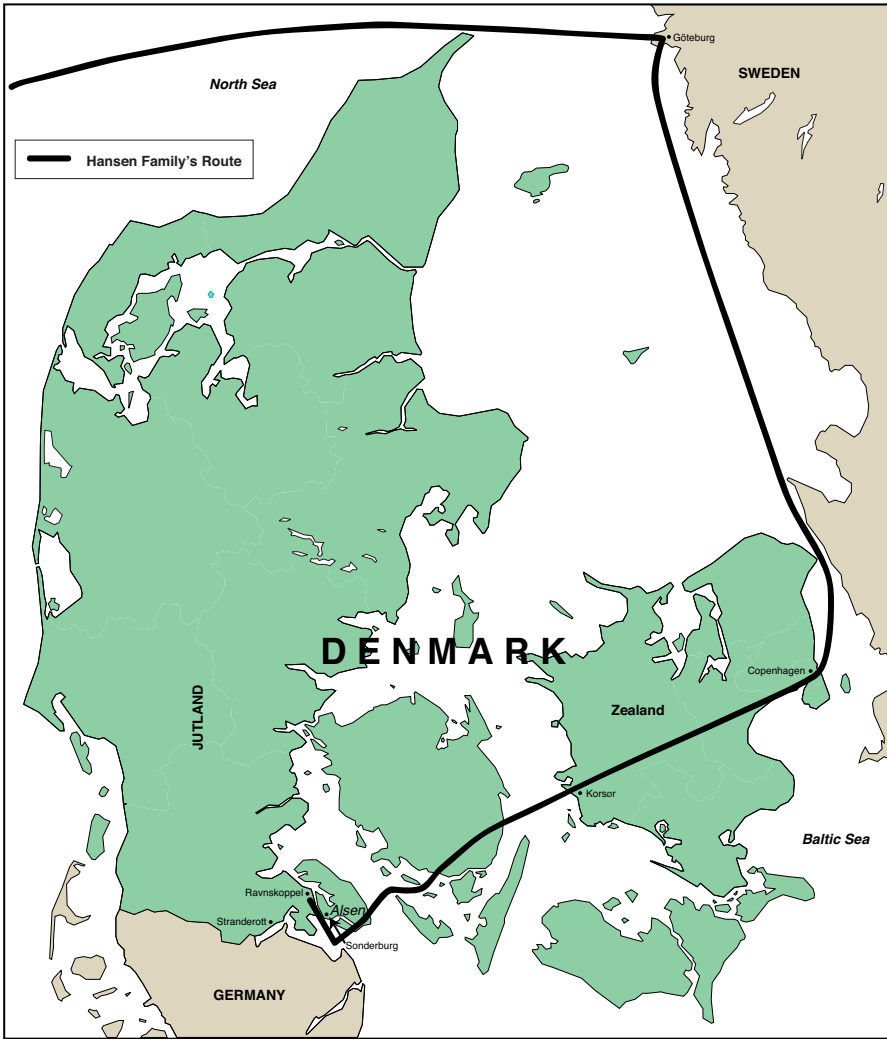 Göteburg
SWEDEN
North Sea
Hansen Family's Route
DENMARK
Copenhagen
JUTLAND
Zealand
Korsør
Baltic Sea
Ravnskoppel
Alsen
Stranderott
Sonderburg
GERMANY